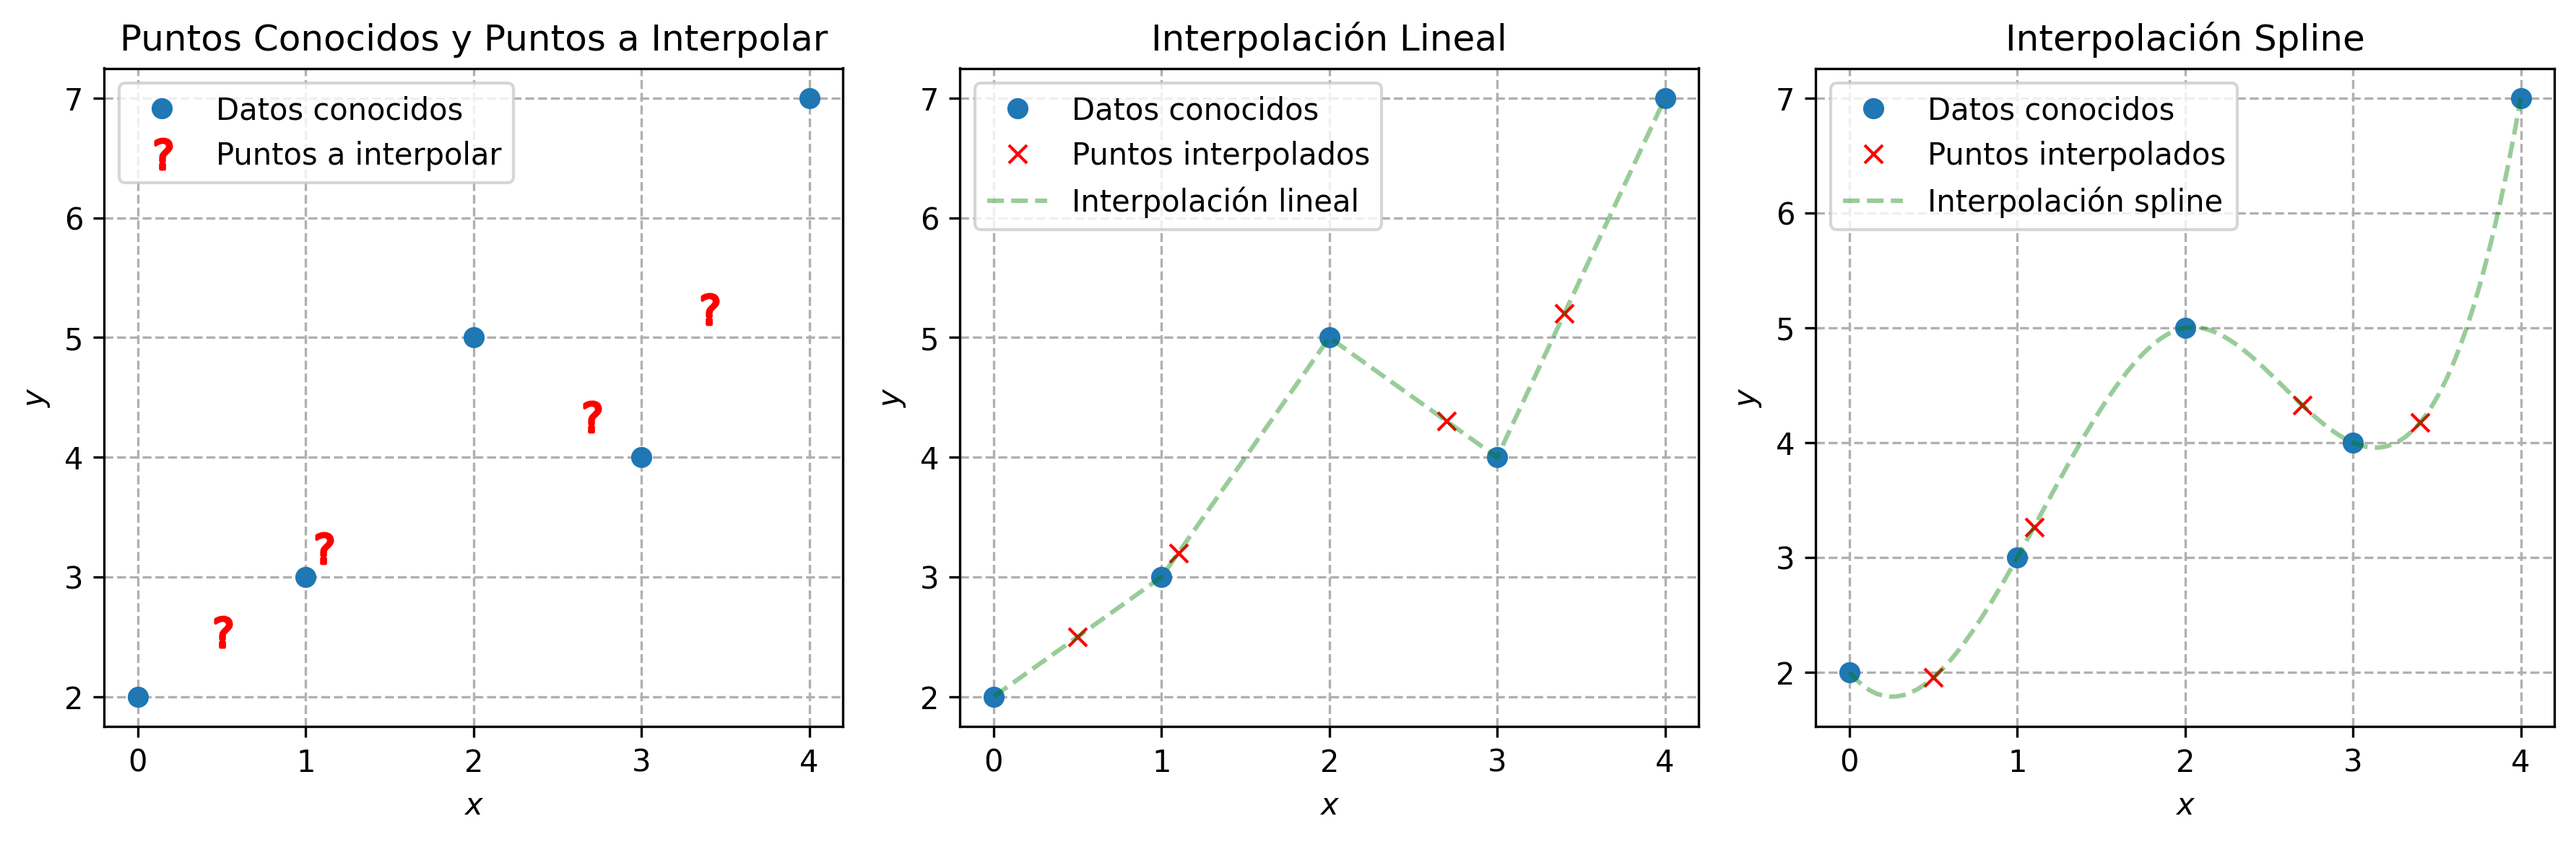 Puntos Conocidos y Puntos a Interpolar
Datos conocidos
? Puntos a interpolar
7
6
5
4
3
2
y
?
?
?
?
0 1 2 3 4
x
Interpolación Lineal
Datos conocidos
Puntos interpolados
Interpolación lineal
7
6
5
4
3
2
y
0 1 2 3 4
x
Interpolación Spline
Datos conocidos
Puntos interpolados
Interpolación spline
7
6
5
4
3
2
y
0 1 2 3 4
x